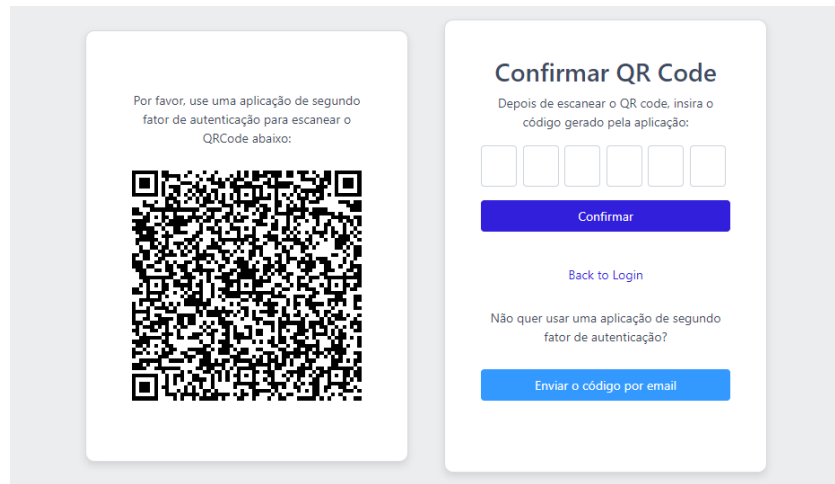 Por favor, use uma aplicação de segundo
fator de autenticação para escanear o
QRCode abaixo:
Confirmar QR Code
Depois de escanear o QR code, insira o
código gerado pela aplicação:
Confirmar
Back to Login
Não quer usar uma aplicação de segundo
fator de autenticação?
Enviar o código por email